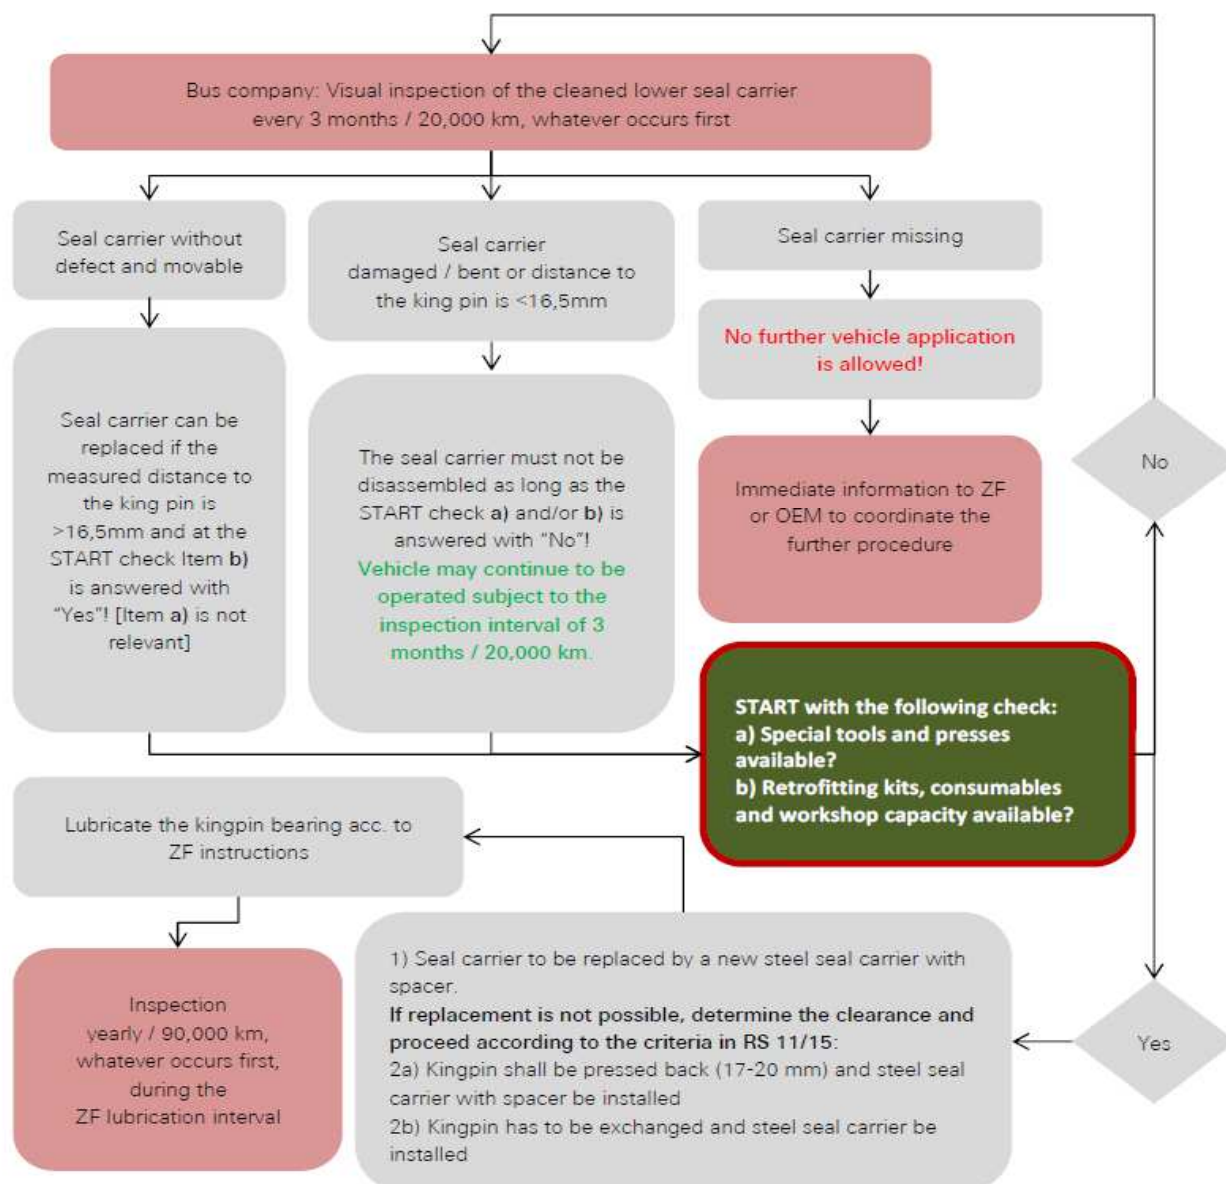 Bus company: Visual inspection of the cleaned lower seal carrier
every 3 months / 20,000 km, whatever occurs first
Seal carrier without
defect and movable
Seal carrier
damaged / bent or distance to
the king pin is <16,5mm
Seal carrier missing
No further vehicle application
is allowed!
Seal carrier can be
replaced if the
measured distance to
the king pin is
>16,5mm and at the
START check Item b)
is answered with
"Yes"! [Item a) is not
relevant]
The seal carrier must not be
disassembled as long as the
START check a) and/or b) is
answered with "No"!
Vehicle may continue to be
operated subject to the
inspection interval of 3
months / 20,000 km.
Immediate information to ZF
or OEM to coordinate the
further procedure
No
START with the following check:
a) Special tools and presses
available?
b) Retrofitting kits, consumables
and workshop capacity available?
Lubricate the kingpin bearing acc. to
ZF instructions
Inspection
yearly / 90,000 km,
whatever occurs first,
during the
ZF lubrication interval
1) Seal carrier to be replaced by a new steel seal carrier with
spacer.
If replacement is not possible, determine the clearance and
proceed according to the criteria in RS 11/15:
2a) Kingpin shall be pressed back (17-20 mm) and steel seal
carrier with spacer be installed
2b) Kingpin has to be exchanged and steel seal carrier be
installed
Yes